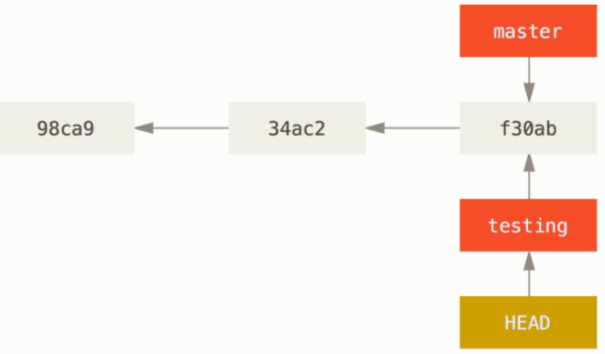 master
98ca9
34ac2
f30ab
testing
HEAD